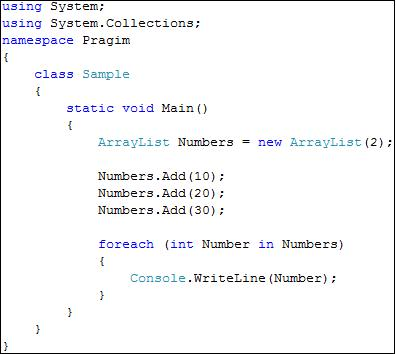 using System;
using System.Collections;
namespace Pragim
{
    class Sample
    {
        static void Main()
        {
            ArrayList Numbers = new ArrayList(2);

            Numbers.Add(10);
            Numbers.Add(20);
            Numbers.Add(30);

            foreach (int Number in Numbers)
            {
                Console.WriteLine(Number);
            }
        }
    }
}